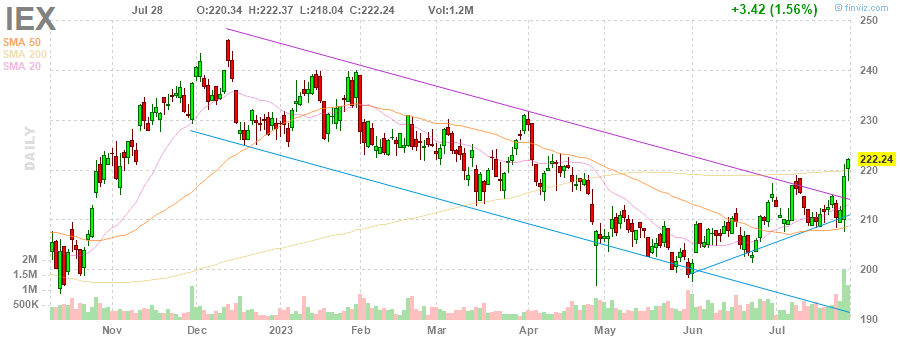 IEX Jul 28 O:220.34 H:222.37 L:218.04 C:222.24 Vol:1.2M +3.42 (1.56%) finviz.com
SMA 50
SMA 200
SMA 20
DAILY
250
240
230
222.24
220
210
200
190
2M
1.5M
1M
500K
Nov Dec 2023 Feb Mar Apr May Jun Jul